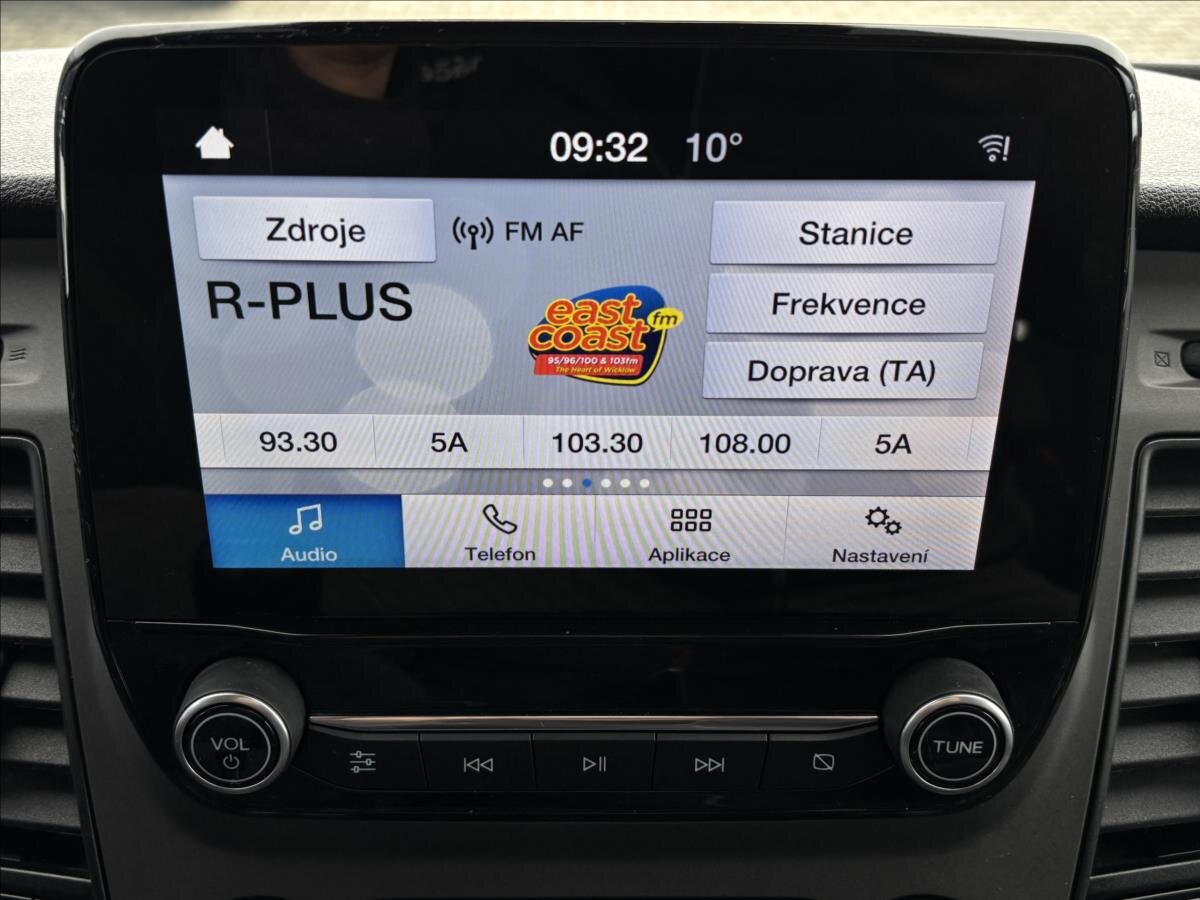 09:32 10°
Zdroje
FM AF
Stanice
R-PLUS
east
coast fm
95/96/100 & 103fm
The Heart of Wicklow
Frekvence
Doprava (TA)
93.30 5A 103.30 108.00 5A
Audio Telefon Aplikace Nastavení
VOL
TUNE